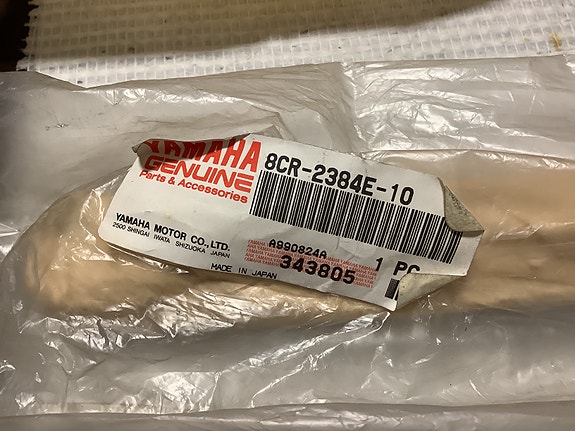 YAMAHA
GENUINE
Parts & Accessories
8CR-2384E-10
YAMAHA MOTOR CO., LTD.
2500 SHINGAI IWATA SHIZUOKA JAPAN
A990824A
1 PC
343805
MADE IN JAPAN